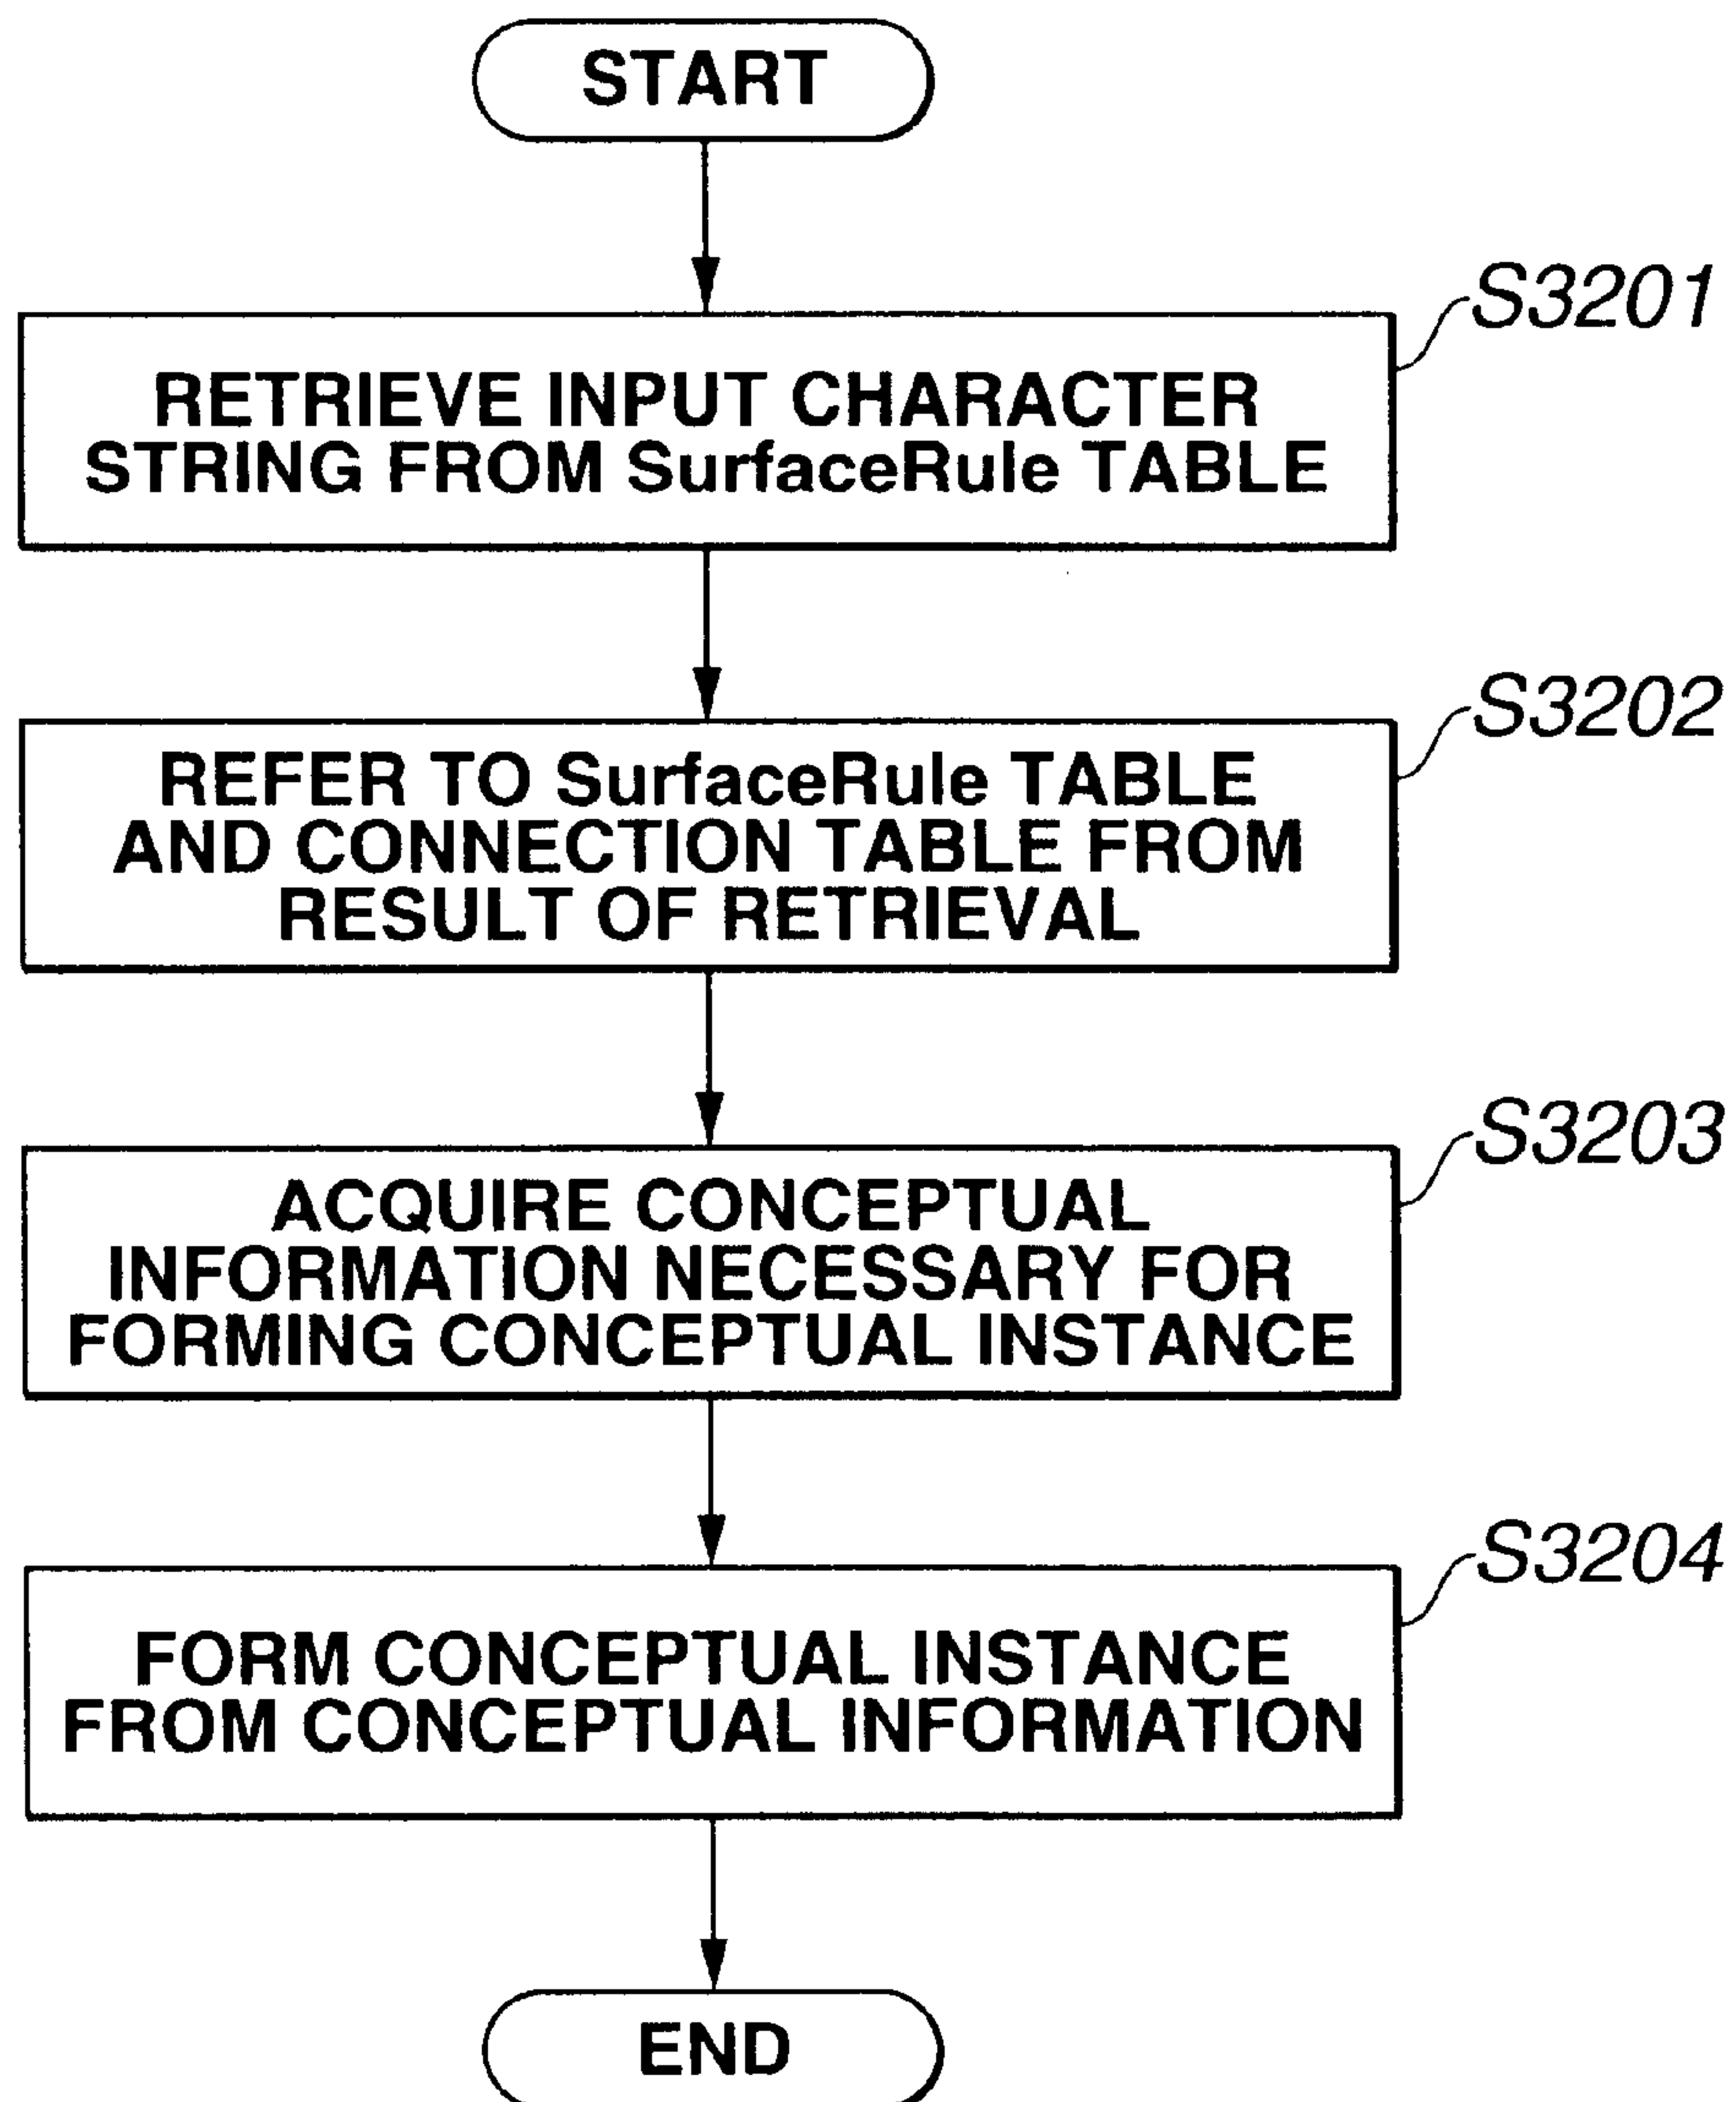 START
S3201
RETRIEVE INPUT CHARACTER
STRING FROM SurfaceRule TABLE
S3202
REFER TO SurfaceRule TABLE
AND CONNECTION TABLE FROM
RESULT OF RETRIEVAL
S3203
ACQUIRE CONCEPTUAL
INFORMATION NECESSARY FOR
FORMING CONCEPTUAL INSTANCE
S3204
FORM CONCEPTUAL INSTANCE
FROM CONCEPTUAL INFORMATION
END